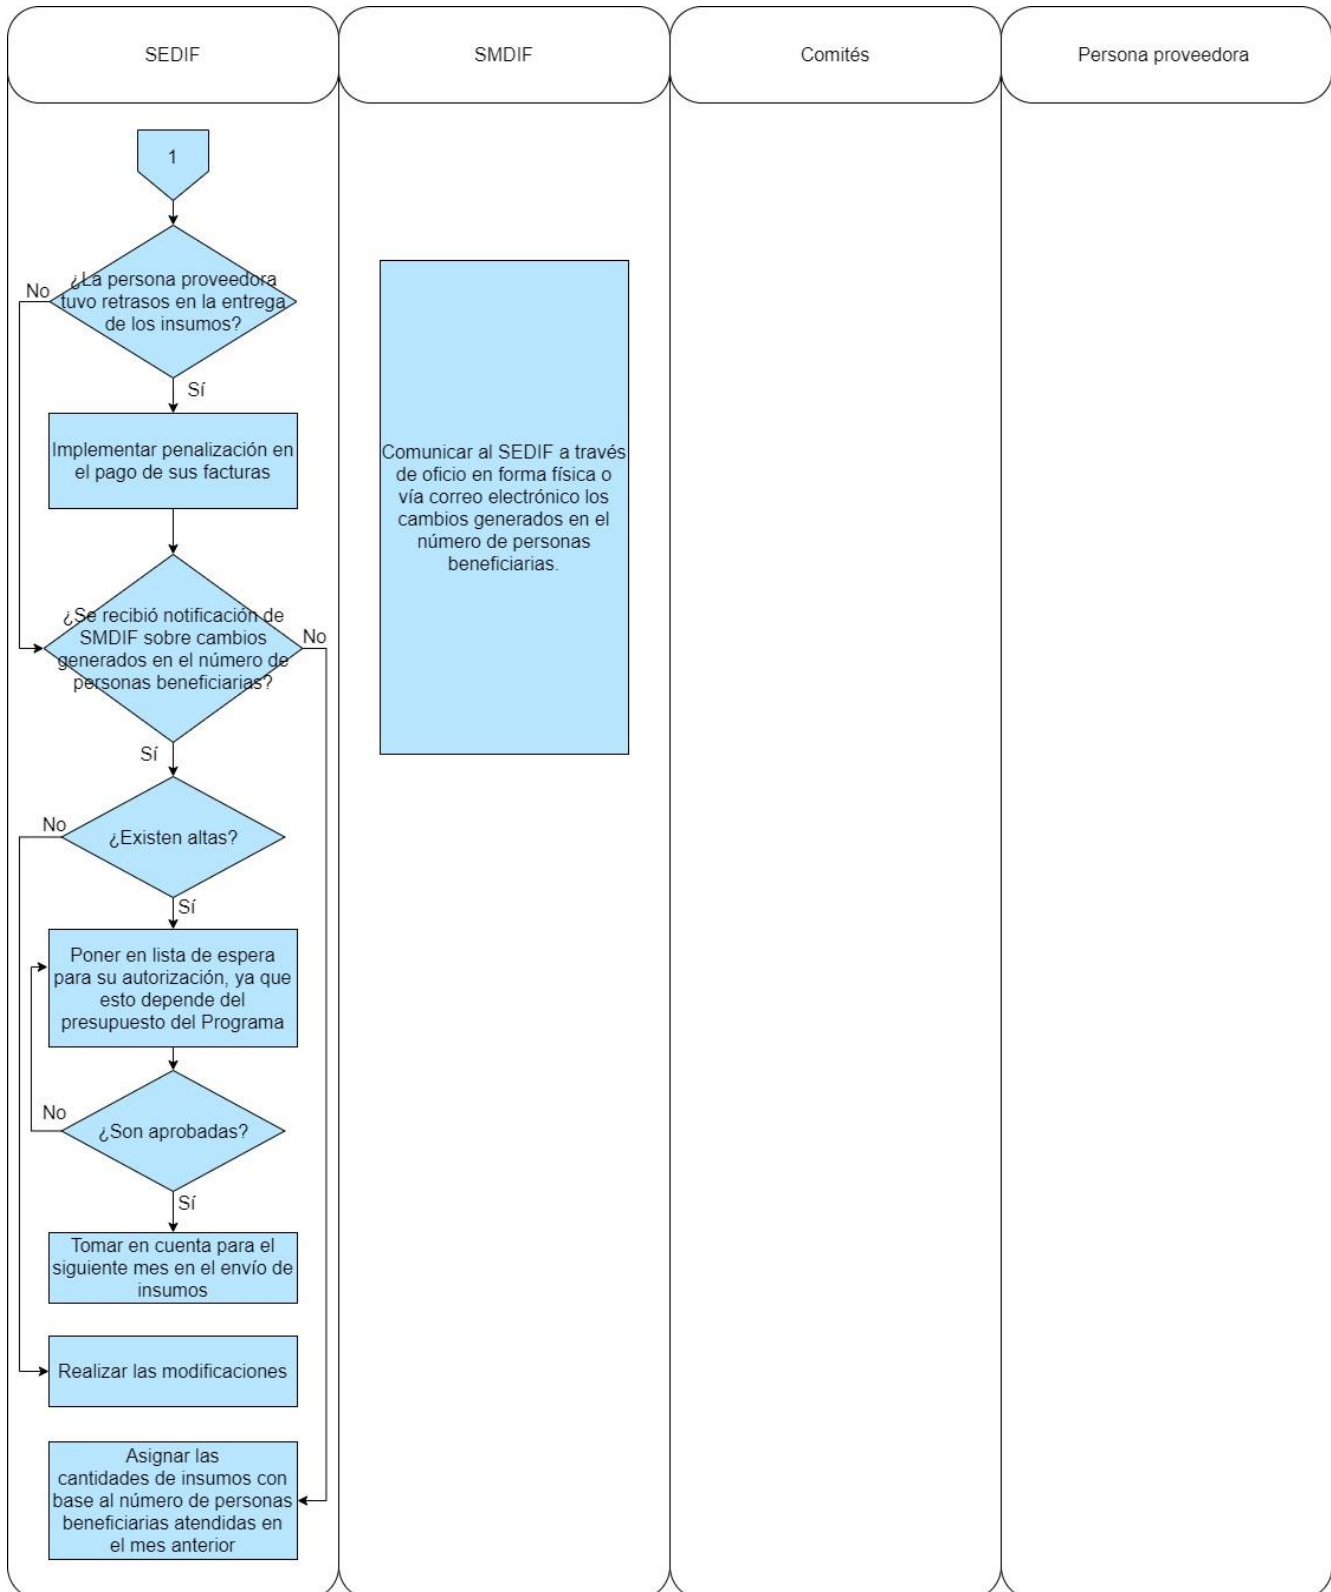 SEDIF
SMDIF
Comités
Persona proveedora
1
¿La persona proveedora
tuvo retrasos en la entrega
de los insumos?
No
Sí
Implementar penalización en
el pago de sus facturas
¿Se recibió notificación de
SMDIF sobre cambios
generados en el número de
personas beneficiarias?
No
Sí
¿Existen altas?
No
Sí
Poner en lista de espera
para su autorización, ya que
esto depende del
presupuesto del Programa
¿Son aprobadas?
No
Sí
Tomar en cuenta para el
siguiente mes en el envío de
insumos
Realizar las modificaciones
Asignar las
cantidades de insumos con
base al número de personas
beneficiarias atendidas en
el mes anterior
Comunicar al SEDIF a través
de oficio en forma física o
vía correo electrónico los
cambios generados en el
número de personas
beneficiarias.